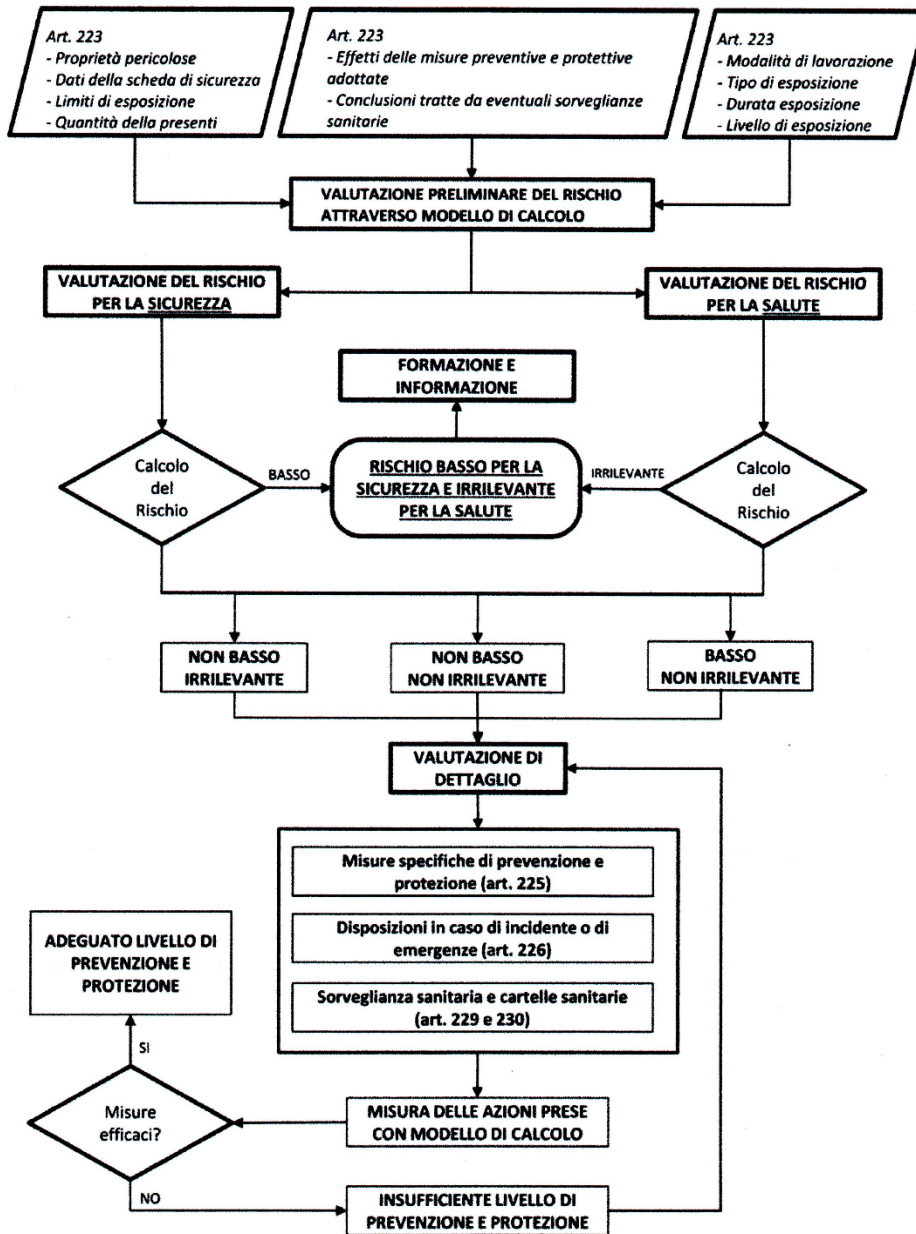 Art. 223
- Proprietà pericolose
- Dati della scheda di sicurezza
- Limiti di esposizione
- Quantità della presenti
Art. 223
- Effetti delle misure preventive e protettive
adottate
- Conclusioni tratte da eventuali sorveglianze
sanitarie
Art. 223
- Modalità di lavorazione
- Tipo di esposizione
- Durata esposizione
- Livello di esposizione
VALUTAZIONE PRELIMINARE DEL RISCHIO
ATTRAVERSO MODELLO DI CALCOLO
VALUTAZIONE DEL RISCHIO
PER LA SICUREZZA
VALUTAZIONE DEL RISCHIO
PER LA SALUTE
FORMAZIONE E
INFORMAZIONE
Calcolo
del
Rischio
BASSO
RISCHIO BASSO PER LA
SICUREZZA E IRRILEVANTE
PER LA SALUTE
IRRILEVANTE
Calcolo
del
Rischio
NON BASSO
IRRILEVANTE
NON BASSO
NON IRRILEVANTE
BASSO
NON IRRILEVANTE
VALUTAZIONE DI
DETTAGLIO
Misure specifiche di prevenzione e
protezione (art. 225)
Disposizioni in caso di incidente o di
emergenze (art. 226)
Sorveglianza sanitaria e cartelle sanitarie
(art. 229 e 230)
ADEGUATO LIVELLO DI
PREVENZIONE E
PROTEZIONE
SI
Misure
efficaci?
MISURA DELLE AZIONI PRESE
CON MODELLO DI CALCOLO
NO
INSUFFICIENTE LIVELLO DI
PREVENZIONE E PROTEZIONE